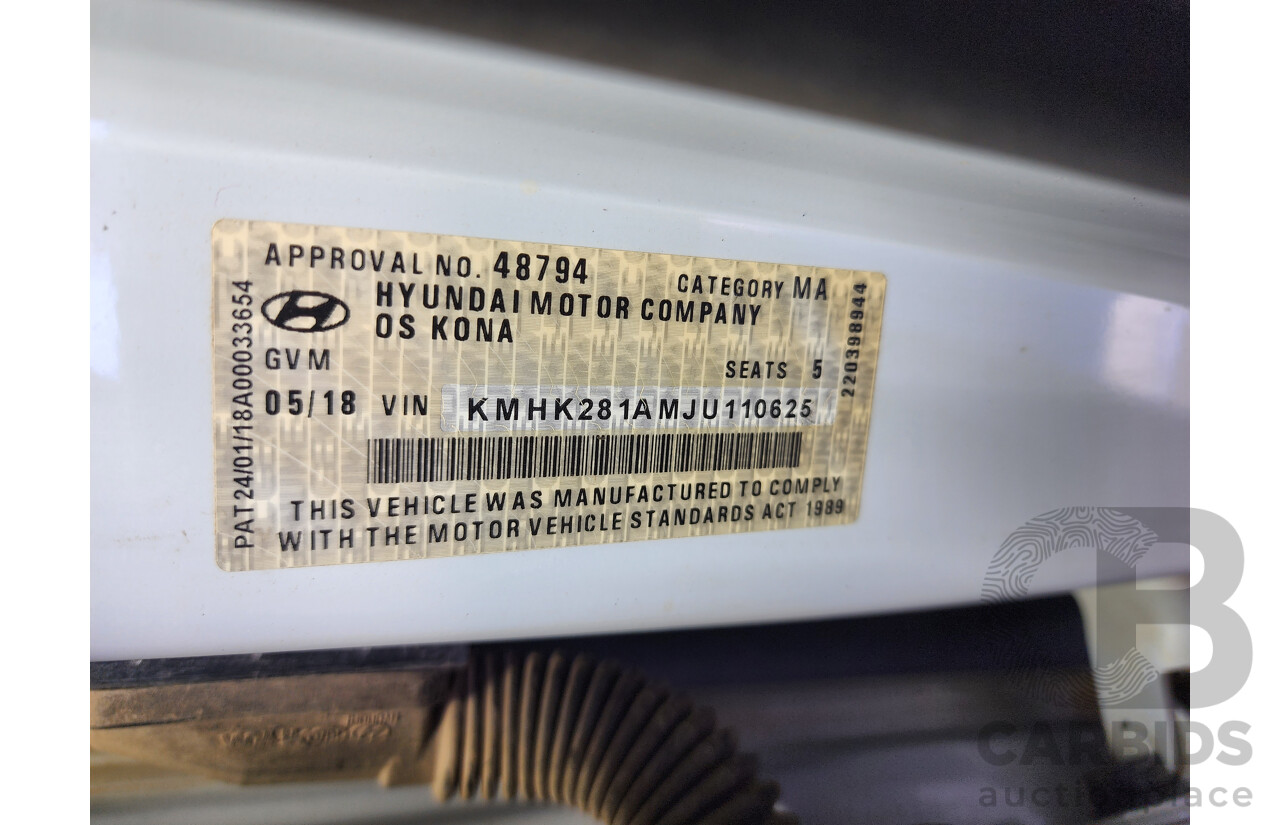 APPROVAL NO. 48794 CATEGORY MA
HYUNDAI MOTOR COMPANY
OS KONA
GVM SEATS 5
05/18 VIN KMHK281AMJU110625
THIS VEHICLE WAS MANUFACTURED TO COMPLY
WITH THE MOTOR VEHICLE STANDARDS ACT 1989
PAT24/01/18A00033654
220398944
CARBIDS